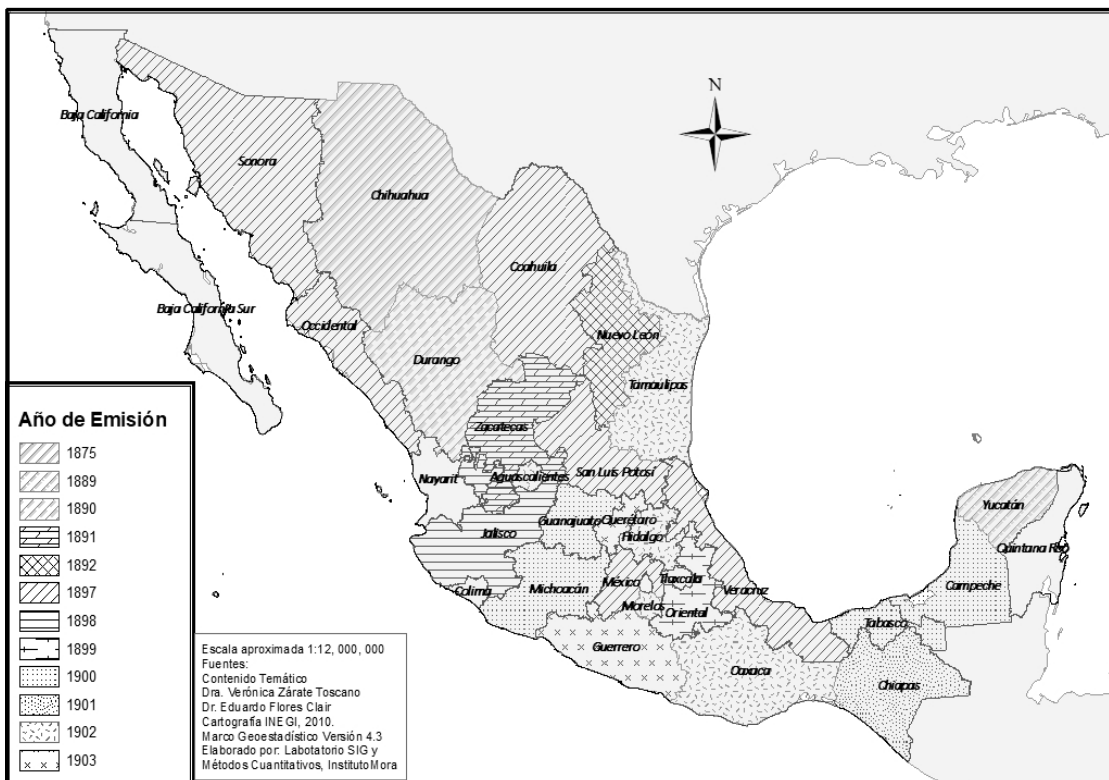 N
Baja California
Sonora
Chihuahua
Coahuila
Baja California Sur
Occidental
Nuevo León
Durango
Tamaulipas
Zacatecas
San Luis Potosí
Nayarit
Aguascalientes
Yucatán
Guanajuato
Querétaro
Jalisco
Hidalgo
Quintana Roo
Michoacán
México
Tlaxcala
Veracruz
Campeche
Colima
Morelos
Oriental
Tabasco
Guerrero
Oaxaca
Chiapas
Año de Emisión
1875
1889
1890
1891
1892
1897
1898
1899
1900
1901
1902
1903
Escala aproximada 1:12, 000, 000
Fuentes:
Contenido Temático
Dra. Verónica Zárate Toscano
Dr. Eduardo Flores Clair
Cartografía INEGI, 2010.
Marco Geoestadístico Versión 4.3
Elaborado por: Labotatorio SIG y
Métodos Cuantitativos, Instituto Mora